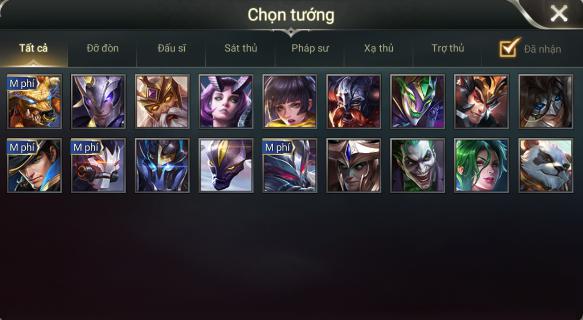 Chọn tướng
Tất cả Đỡ đòn Đấu sĩ Sát thủ Pháp sư Xạ thủ Trợ thủ Đã nhận
M phí
M phí M phí M phí